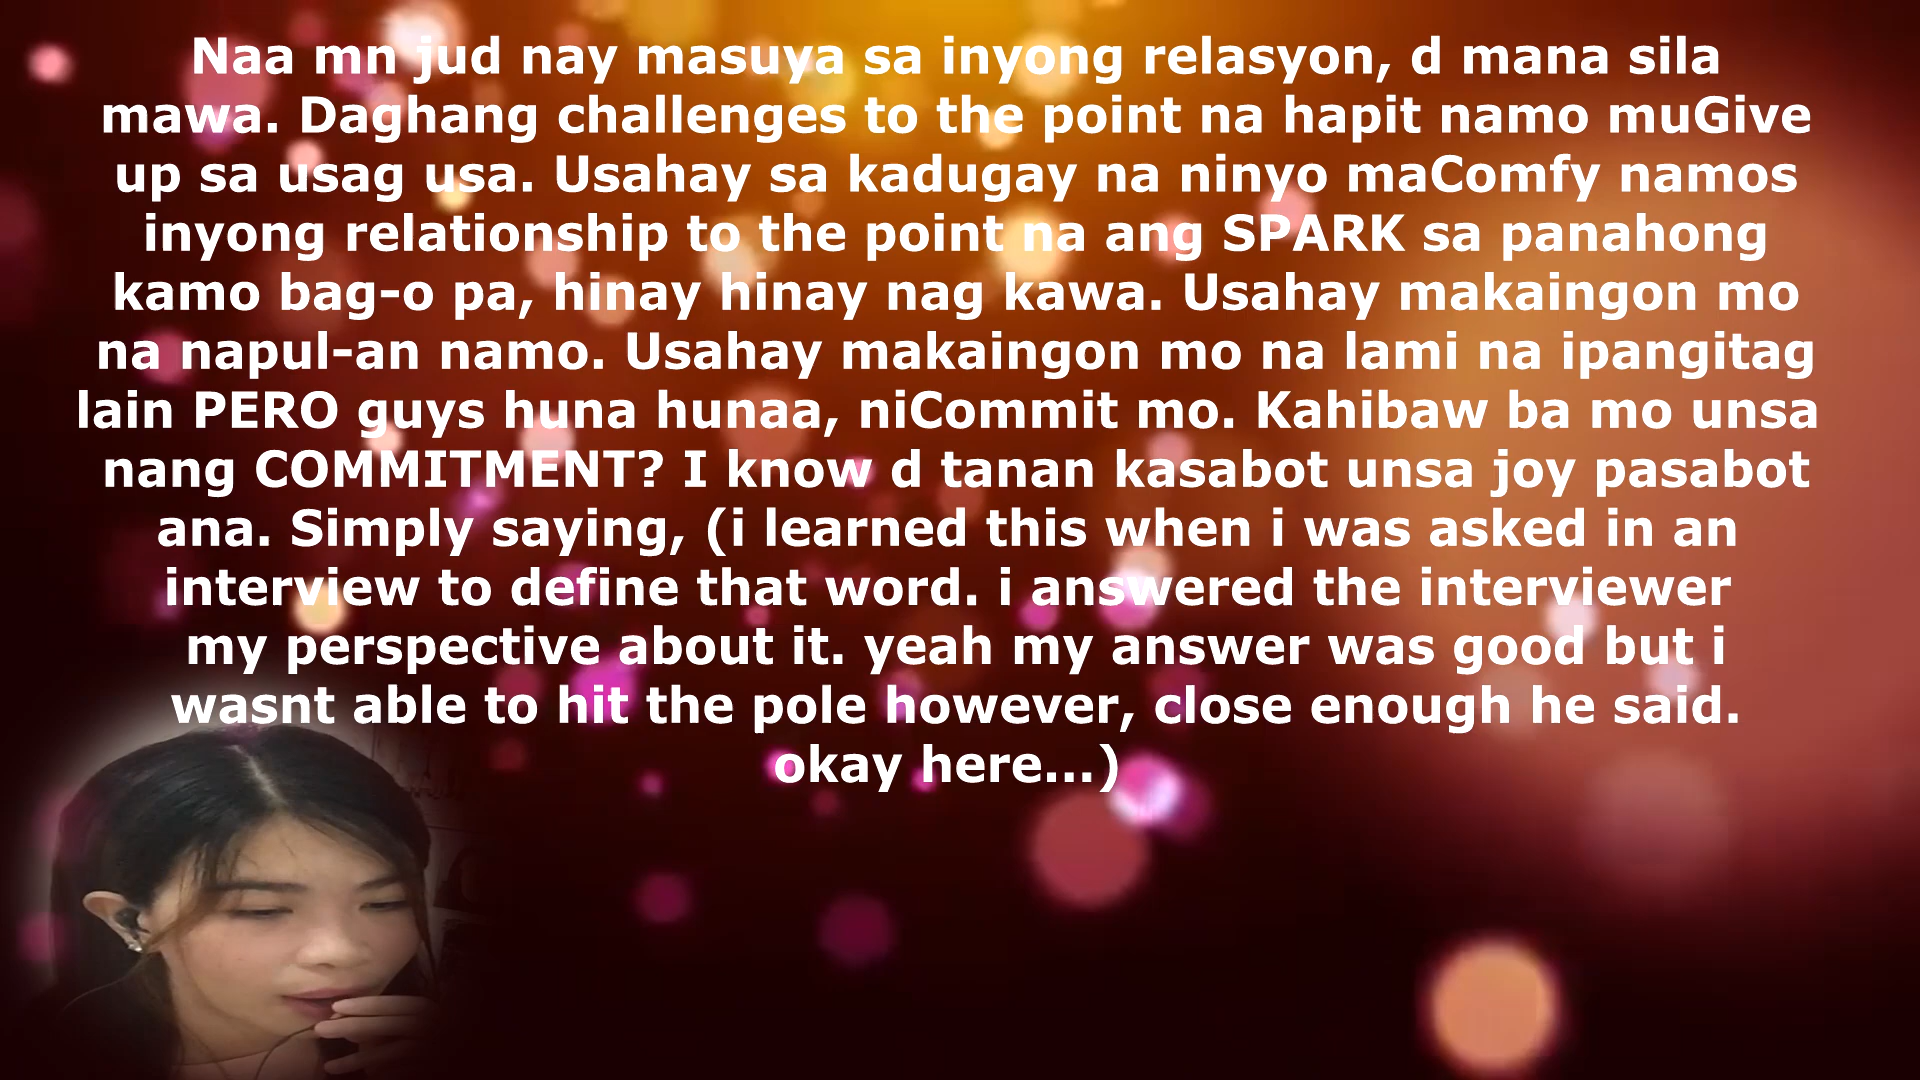 Naa mn jud nay masuya sa inyong relasyon, d mana sila
mawa. Daghang challenges to the point na hapit namo muGive
up sa usag usa. Usahay sa kadugay na ninyo maComfy namos
inyong relationship to the point na ang SPARK sa panahong
kamo bag-o pa, hinay hinay nag kawa. Usahay makaingon mo
na napul-an namo. Usahay makaingon mo na lami na ipangitag
lain PERO guys huna hunaa, niCommit mo. Kahibaw ba mo unsa
nang COMMITMENT? I know d tanan kasabot unsa joy pasabot
ana. Simply saying, (i learned this when i was asked in an
interview to define that word. i answered the interviewer
my perspective about it. yeah my answer was good but i
wasnt able to hit the pole however, close enough he said.
okay here...)